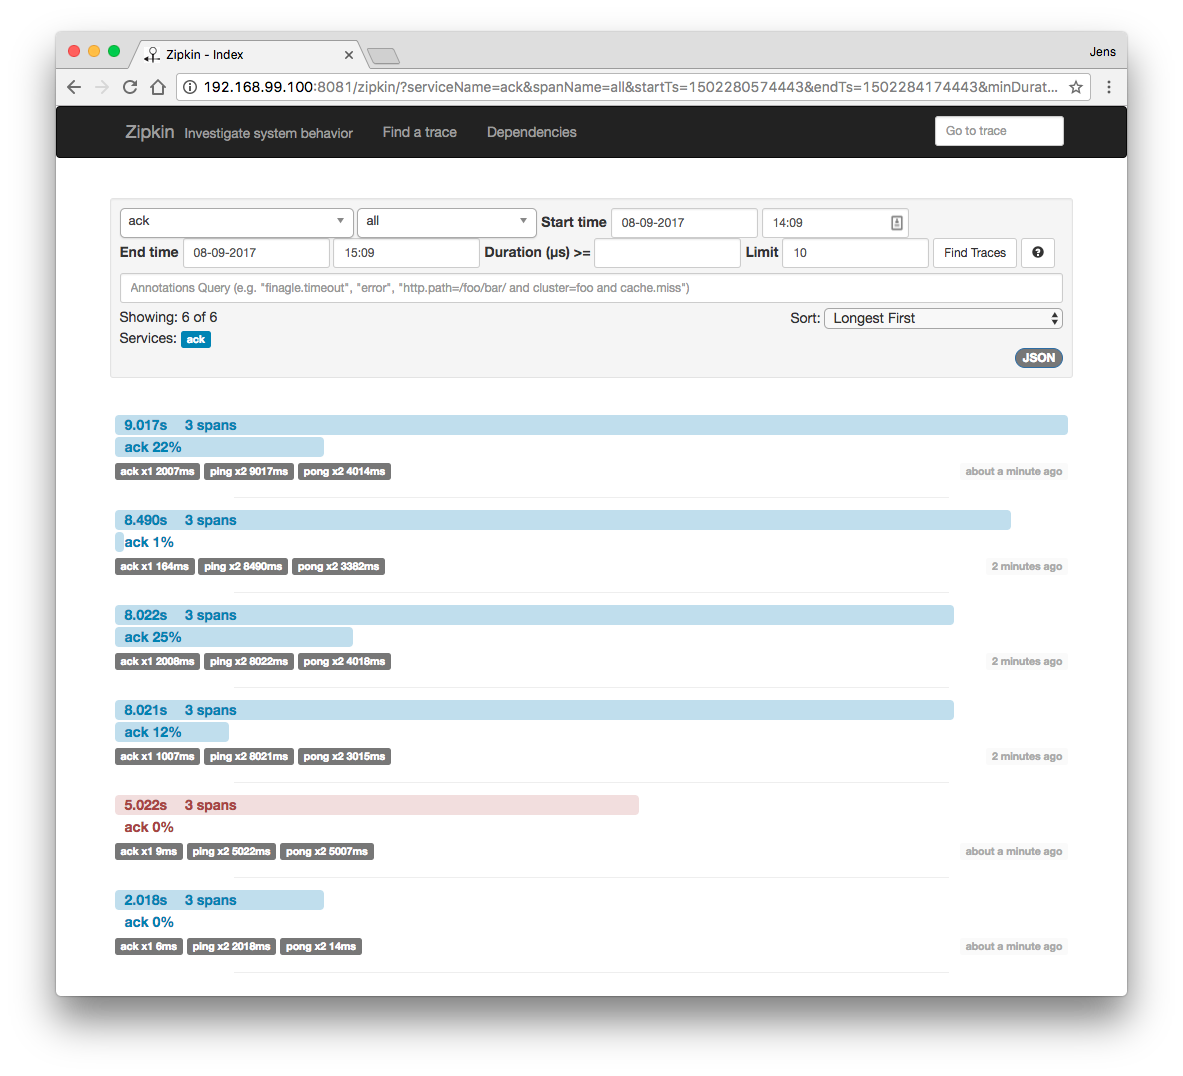 Zipkin - Index
Jens
192.168.99.100:8081/zipkin/?serviceName=ack&spanName=all&startTs=1502280574443&endTs=1502284174443&minDurat...
Zipkin Investigate system behavior Find a trace Dependencies Go to trace
ack all Start time 08-09-2017 14:09
End time 08-09-2017 15:09 Duration (μs) >= Limit 10 Find Traces ?
Annotations Query (e.g. "finagle.timeout", "error", "http.path=/foo/bar/ and cluster=foo and cache.miss")
Showing: 6 of 6 Sort: Longest First
Services: ack
JSON
9.017s 3 spans
ack 22%
ack x1 2007ms ping x2 9017ms pong x2 4014ms about a minute ago
8.490s 3 spans
ack 1%
ack x1 164ms ping x2 8490ms pong x2 3382ms 2 minutes ago
8.022s 3 spans
ack 25%
ack x1 2008ms ping x2 8022ms pong x2 4018ms 2 minutes ago
8.021s 3 spans
ack 12%
ack x1 1007ms ping x2 8021ms pong x2 3015ms 2 minutes ago
5.022s 3 spans
ack 0%
ack x1 9ms ping x2 5022ms pong x2 5007ms about a minute ago
2.018s 3 spans
ack 0%
ack x1 6ms ping x2 2018ms pong x2 14ms about a minute ago